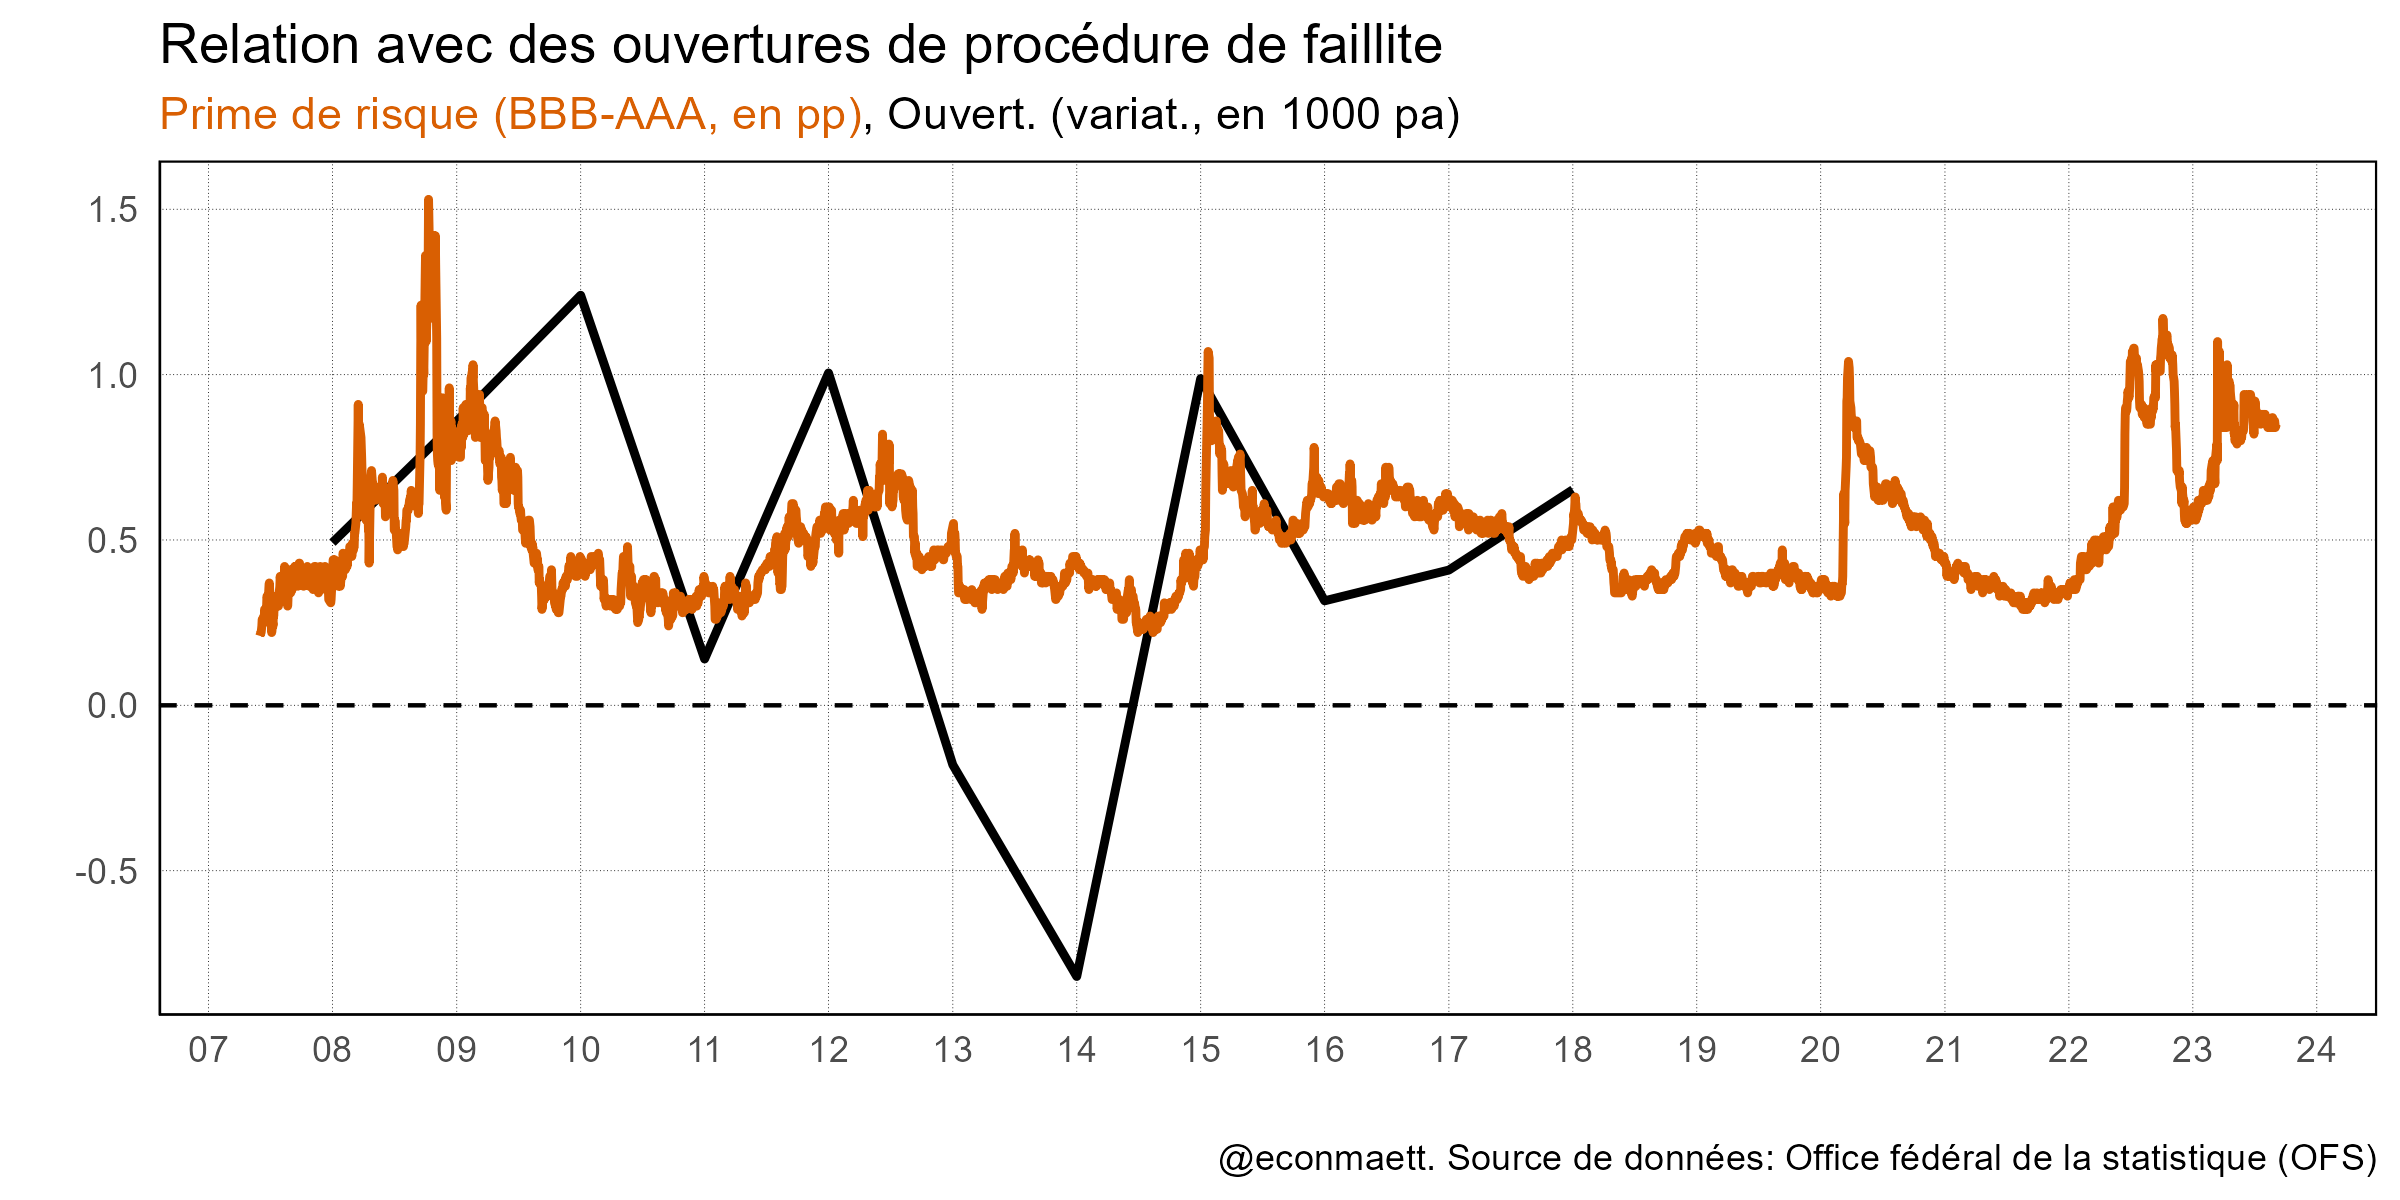 Relation avec des ouvertures de procédure de faillite
Prime de risque (BBB-AAA, en pp), Ouvert. (variat., en 1000 pa)
1.5
1.0
0.5
0.0
-0.5
07 08 09 10 11 12 13 14 15 16 17 18 19 20 21 22 23 24
@econmaett. Source de données: Office fédéral de la statistique (OFS)